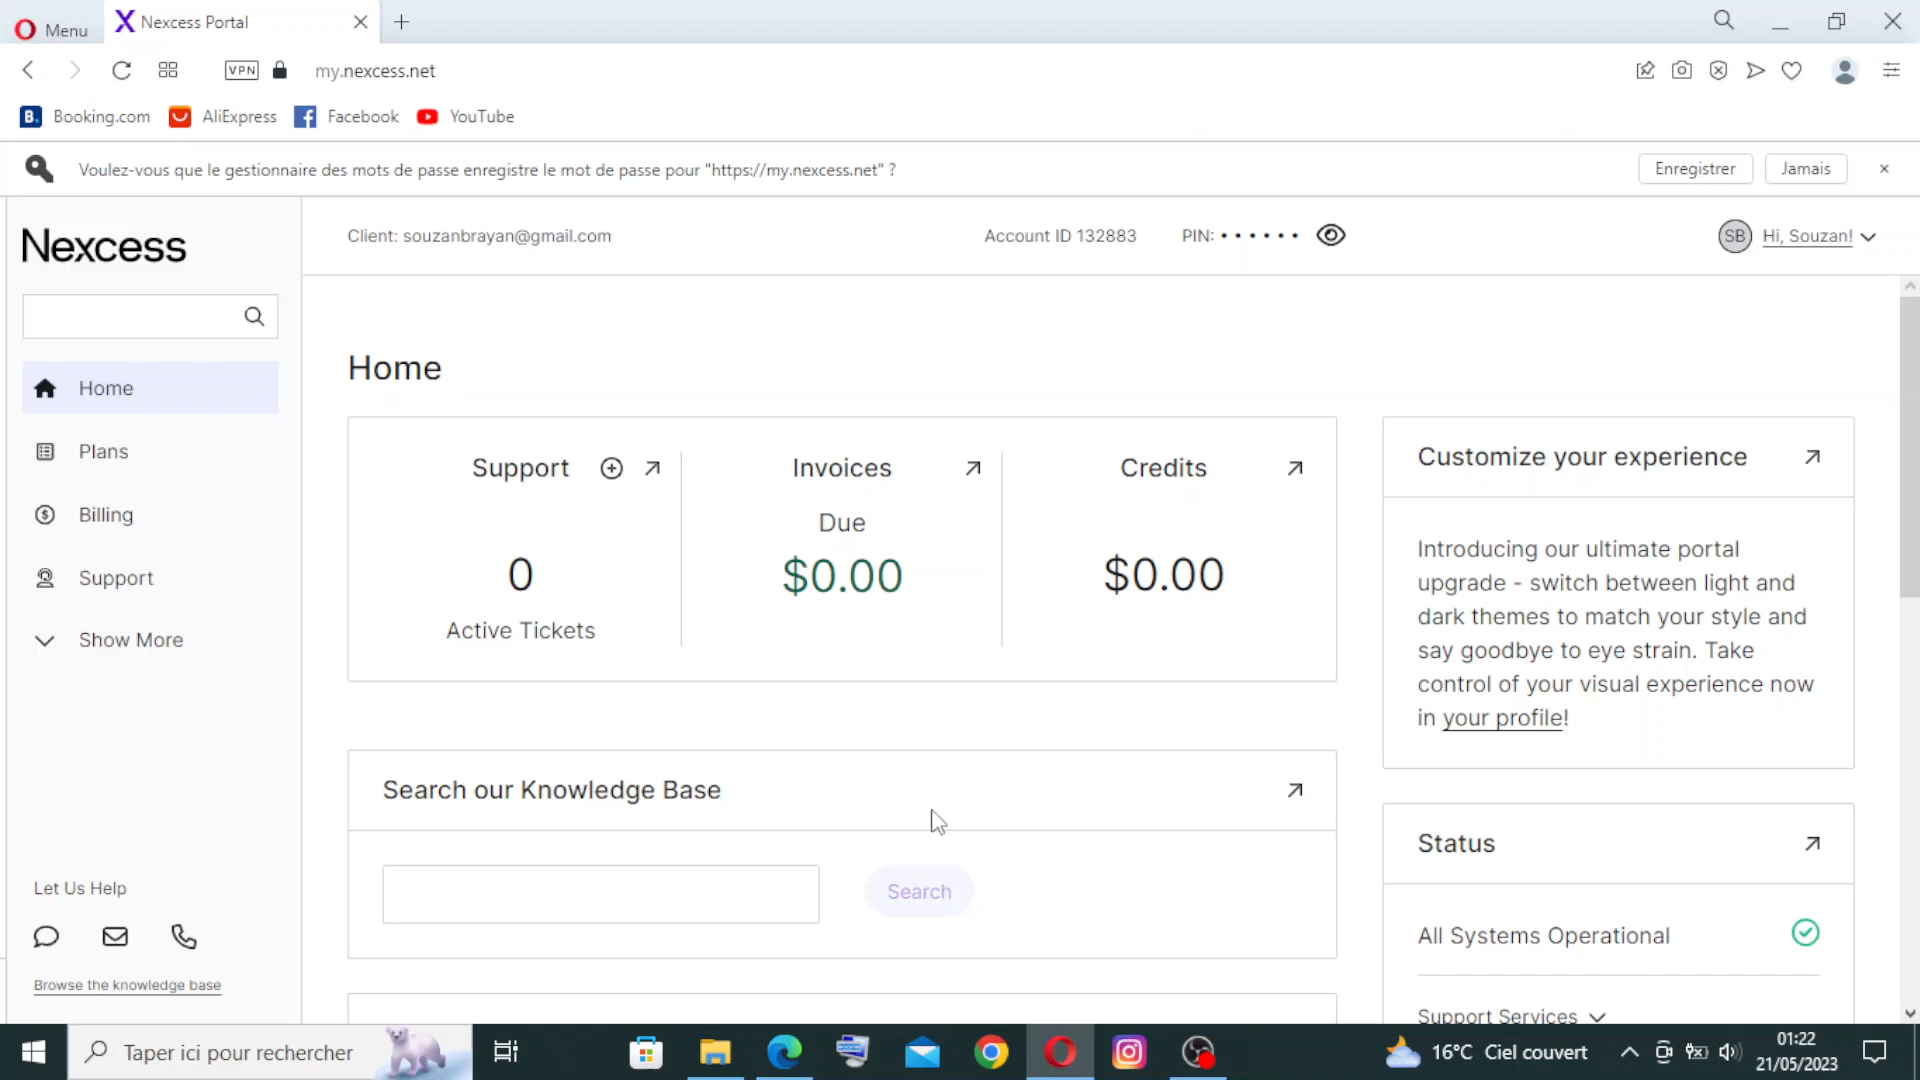 Menu
Nexcess Portal
VPN
my.nexcess.net
B.
Booking.com
AliExpress
Facebook
YouTube
Voulez-vous que le gestionnaire des mots de passe enregistre le mot de passe pour "https://my.nexcess.net" ?
Enregistrer
Jamais
Nexcess
Client: souzanbrayan@gmail.com
Account ID 132883
PIN: • • • • • •
SB
Hi, Souzan!
Home
Plans
Billing
Support
Show More
Let Us Help
Browse the knowledge base
Home
Support
0
Active Tickets
Invoices
Due
$0.00
Credits
$0.00
Search our Knowledge Base
Search
Customize your experience
Introducing our ultimate portal
upgrade - switch between light and
dark themes to match your style and
say goodbye to eye strain. Take
control of your visual experience now
in your profile!
Status
All Systems Operational
Support Services
Taper ici pour rechercher
16°C Ciel couvert
01:22
21/05/2023